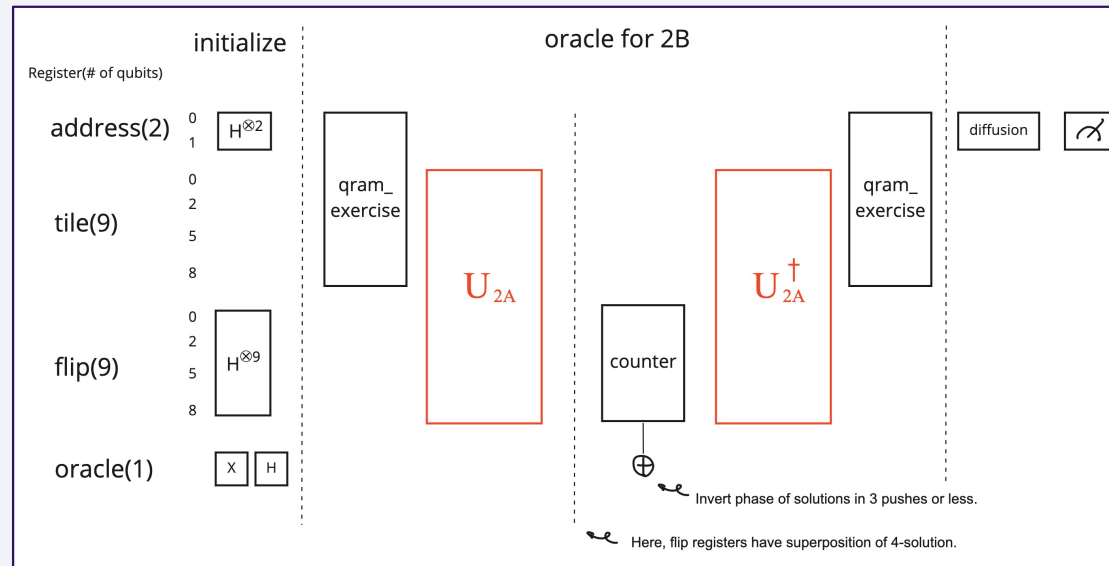 initialize
oracle for 2B
Register(# of qubits)
address(2)
0
1
H⊗2
tile(9)
0
2
5
8
qram_
exercise
U2A
U†2A
qram_
exercise
diffusion
flip(9)
0
2
5
8
H⊗9
counter
oracle(1)
X
H
Invert phase of solutions in 3 pushes or less.
Here, flip registers have superposition of 4-solution.